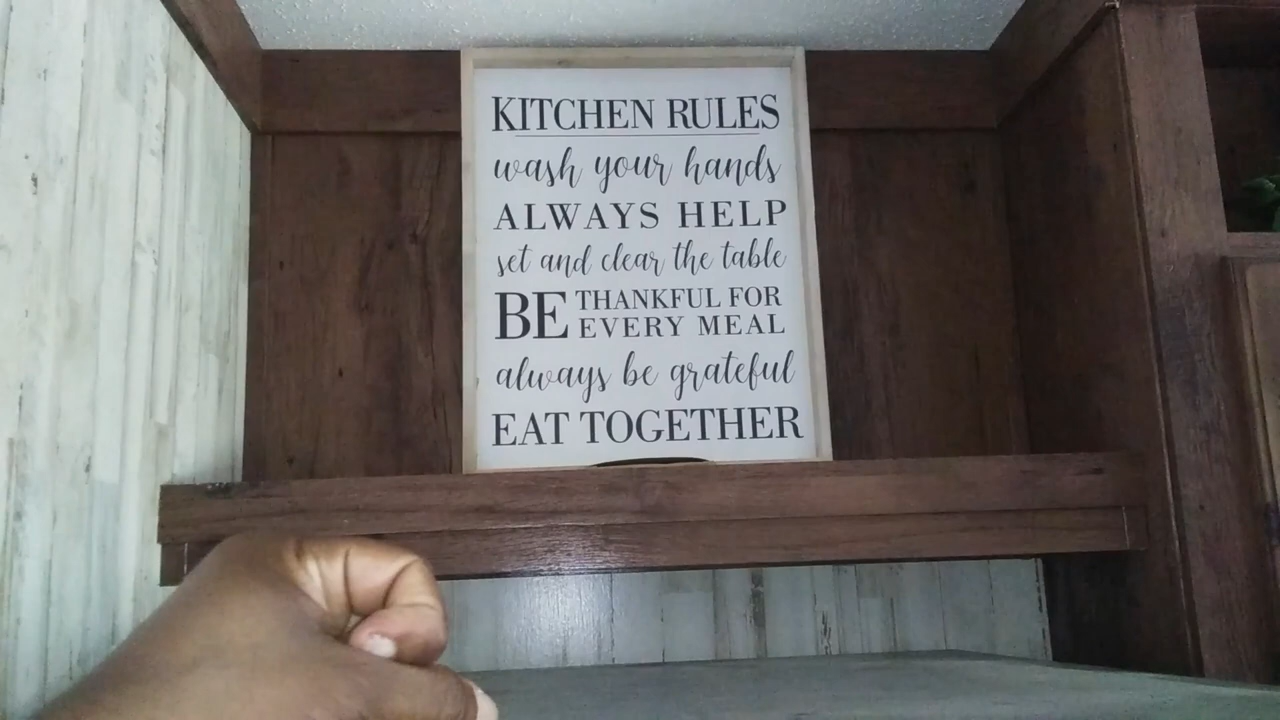 KITCHEN RULES
wash your hands
ALWAYS HELP
set and clear the table
BE THANKFUL FOR
EVERY MEAL
always be grateful
EAT TOGETHER